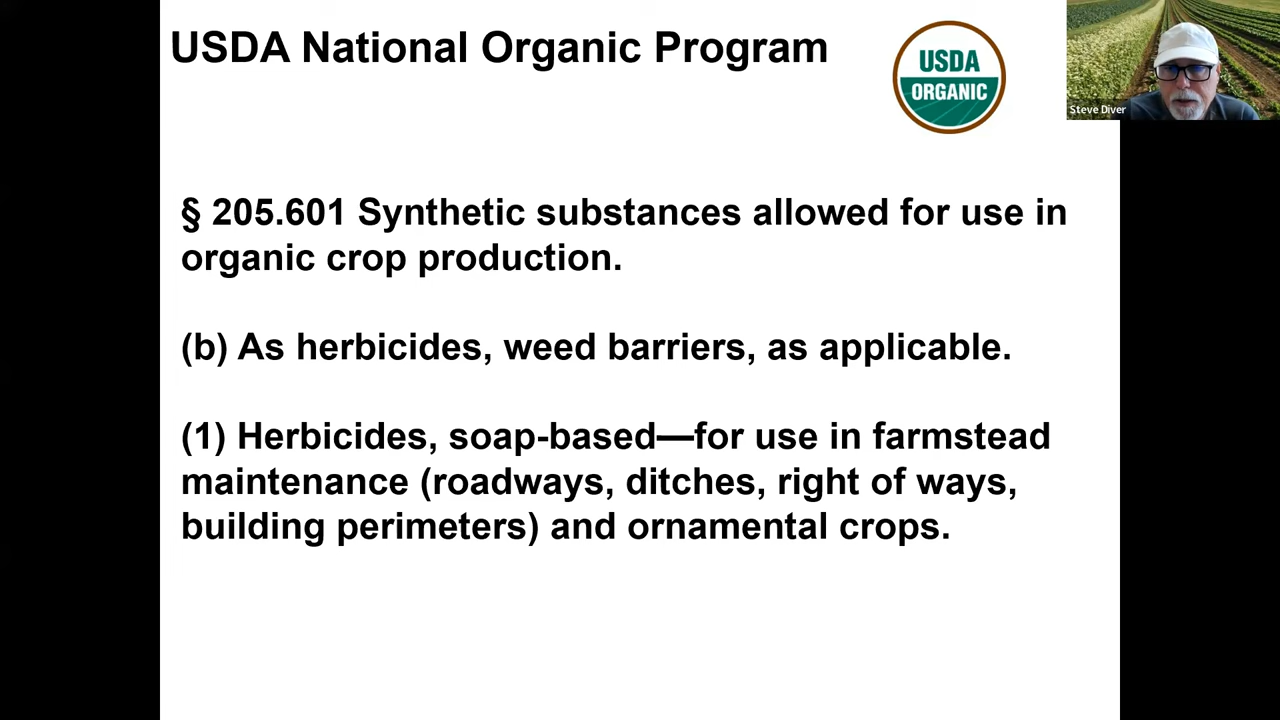 USDA National Organic Program
USDA
ORGANIC
Steve Diver
§ 205.601 Synthetic substances allowed for use in
organic crop production.
(b) As herbicides, weed barriers, as applicable.
(1) Herbicides, soap-based—for use in farmstead
maintenance (roadways, ditches, right of ways,
building perimeters) and ornamental crops.